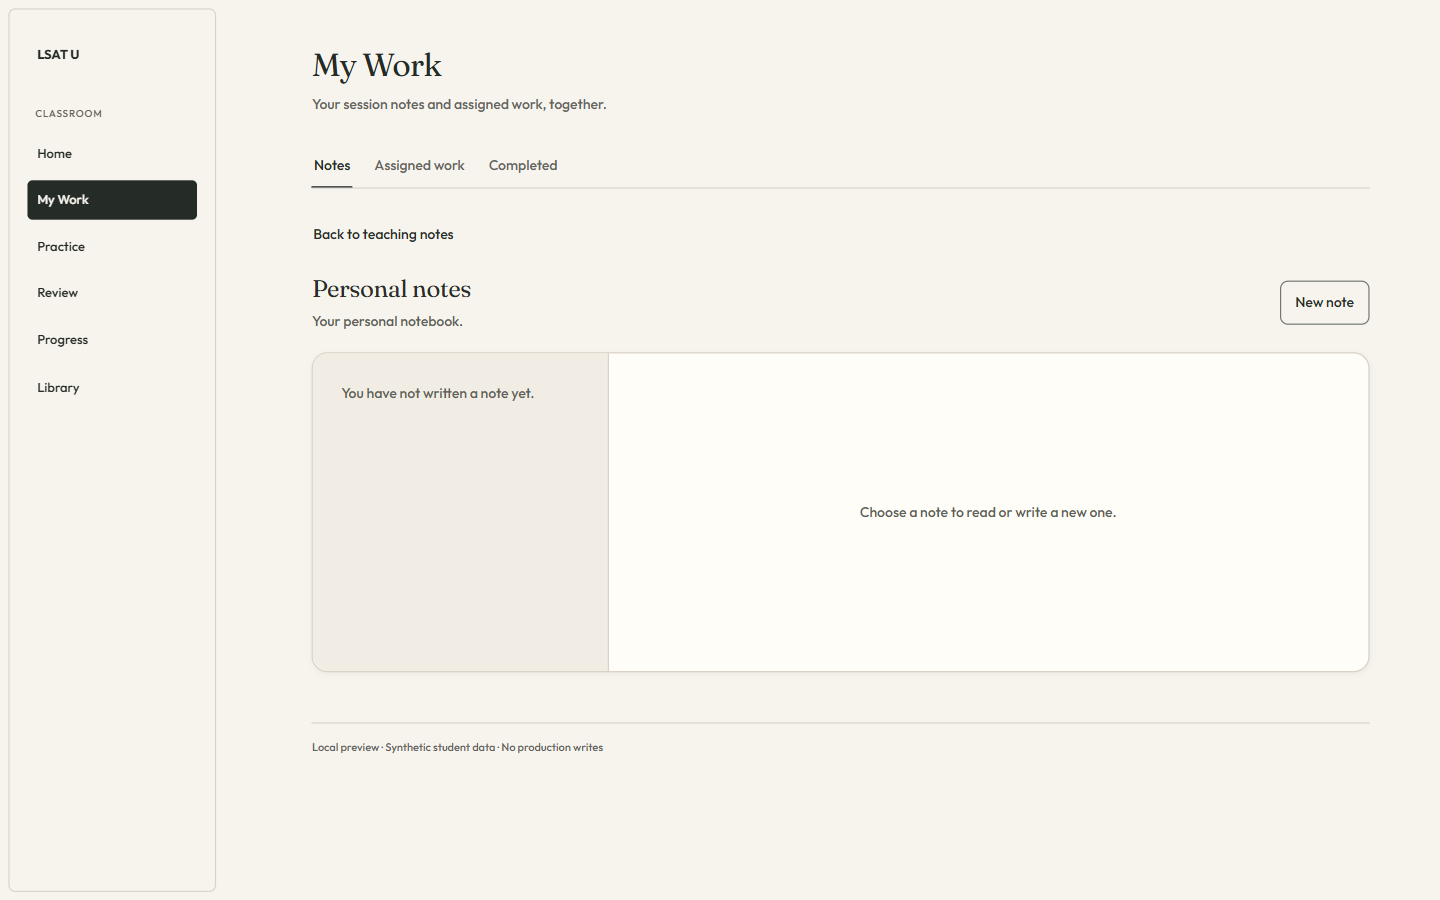 LSAT U
CLASSROOM
Home
My Work
Practice
Review
Progress
Library
My Work
Your session notes and assigned work, together.
Notes
Assigned work
Completed
Back to teaching notes
Personal notes
Your personal notebook.
New note
You have not written a note yet.
Choose a note to read or write a new one.
Local preview · Synthetic student data · No production writes